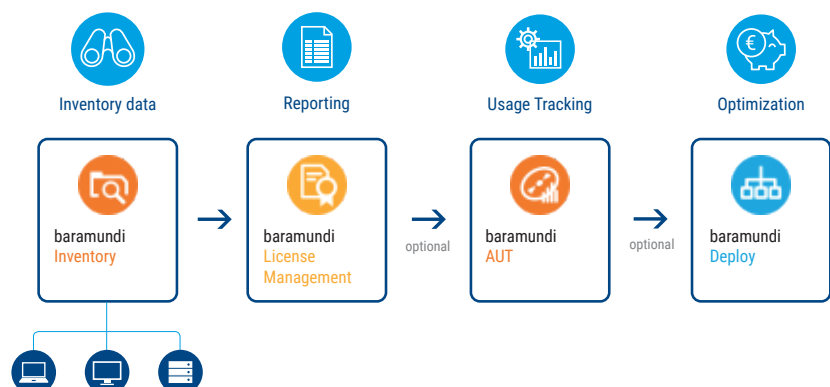 Inventory data
Reporting
Usage Tracking
Optimization
baramundi
Inventory
baramundi
License
Management
optional
baramundi
AUT
optional
baramundi
Deploy